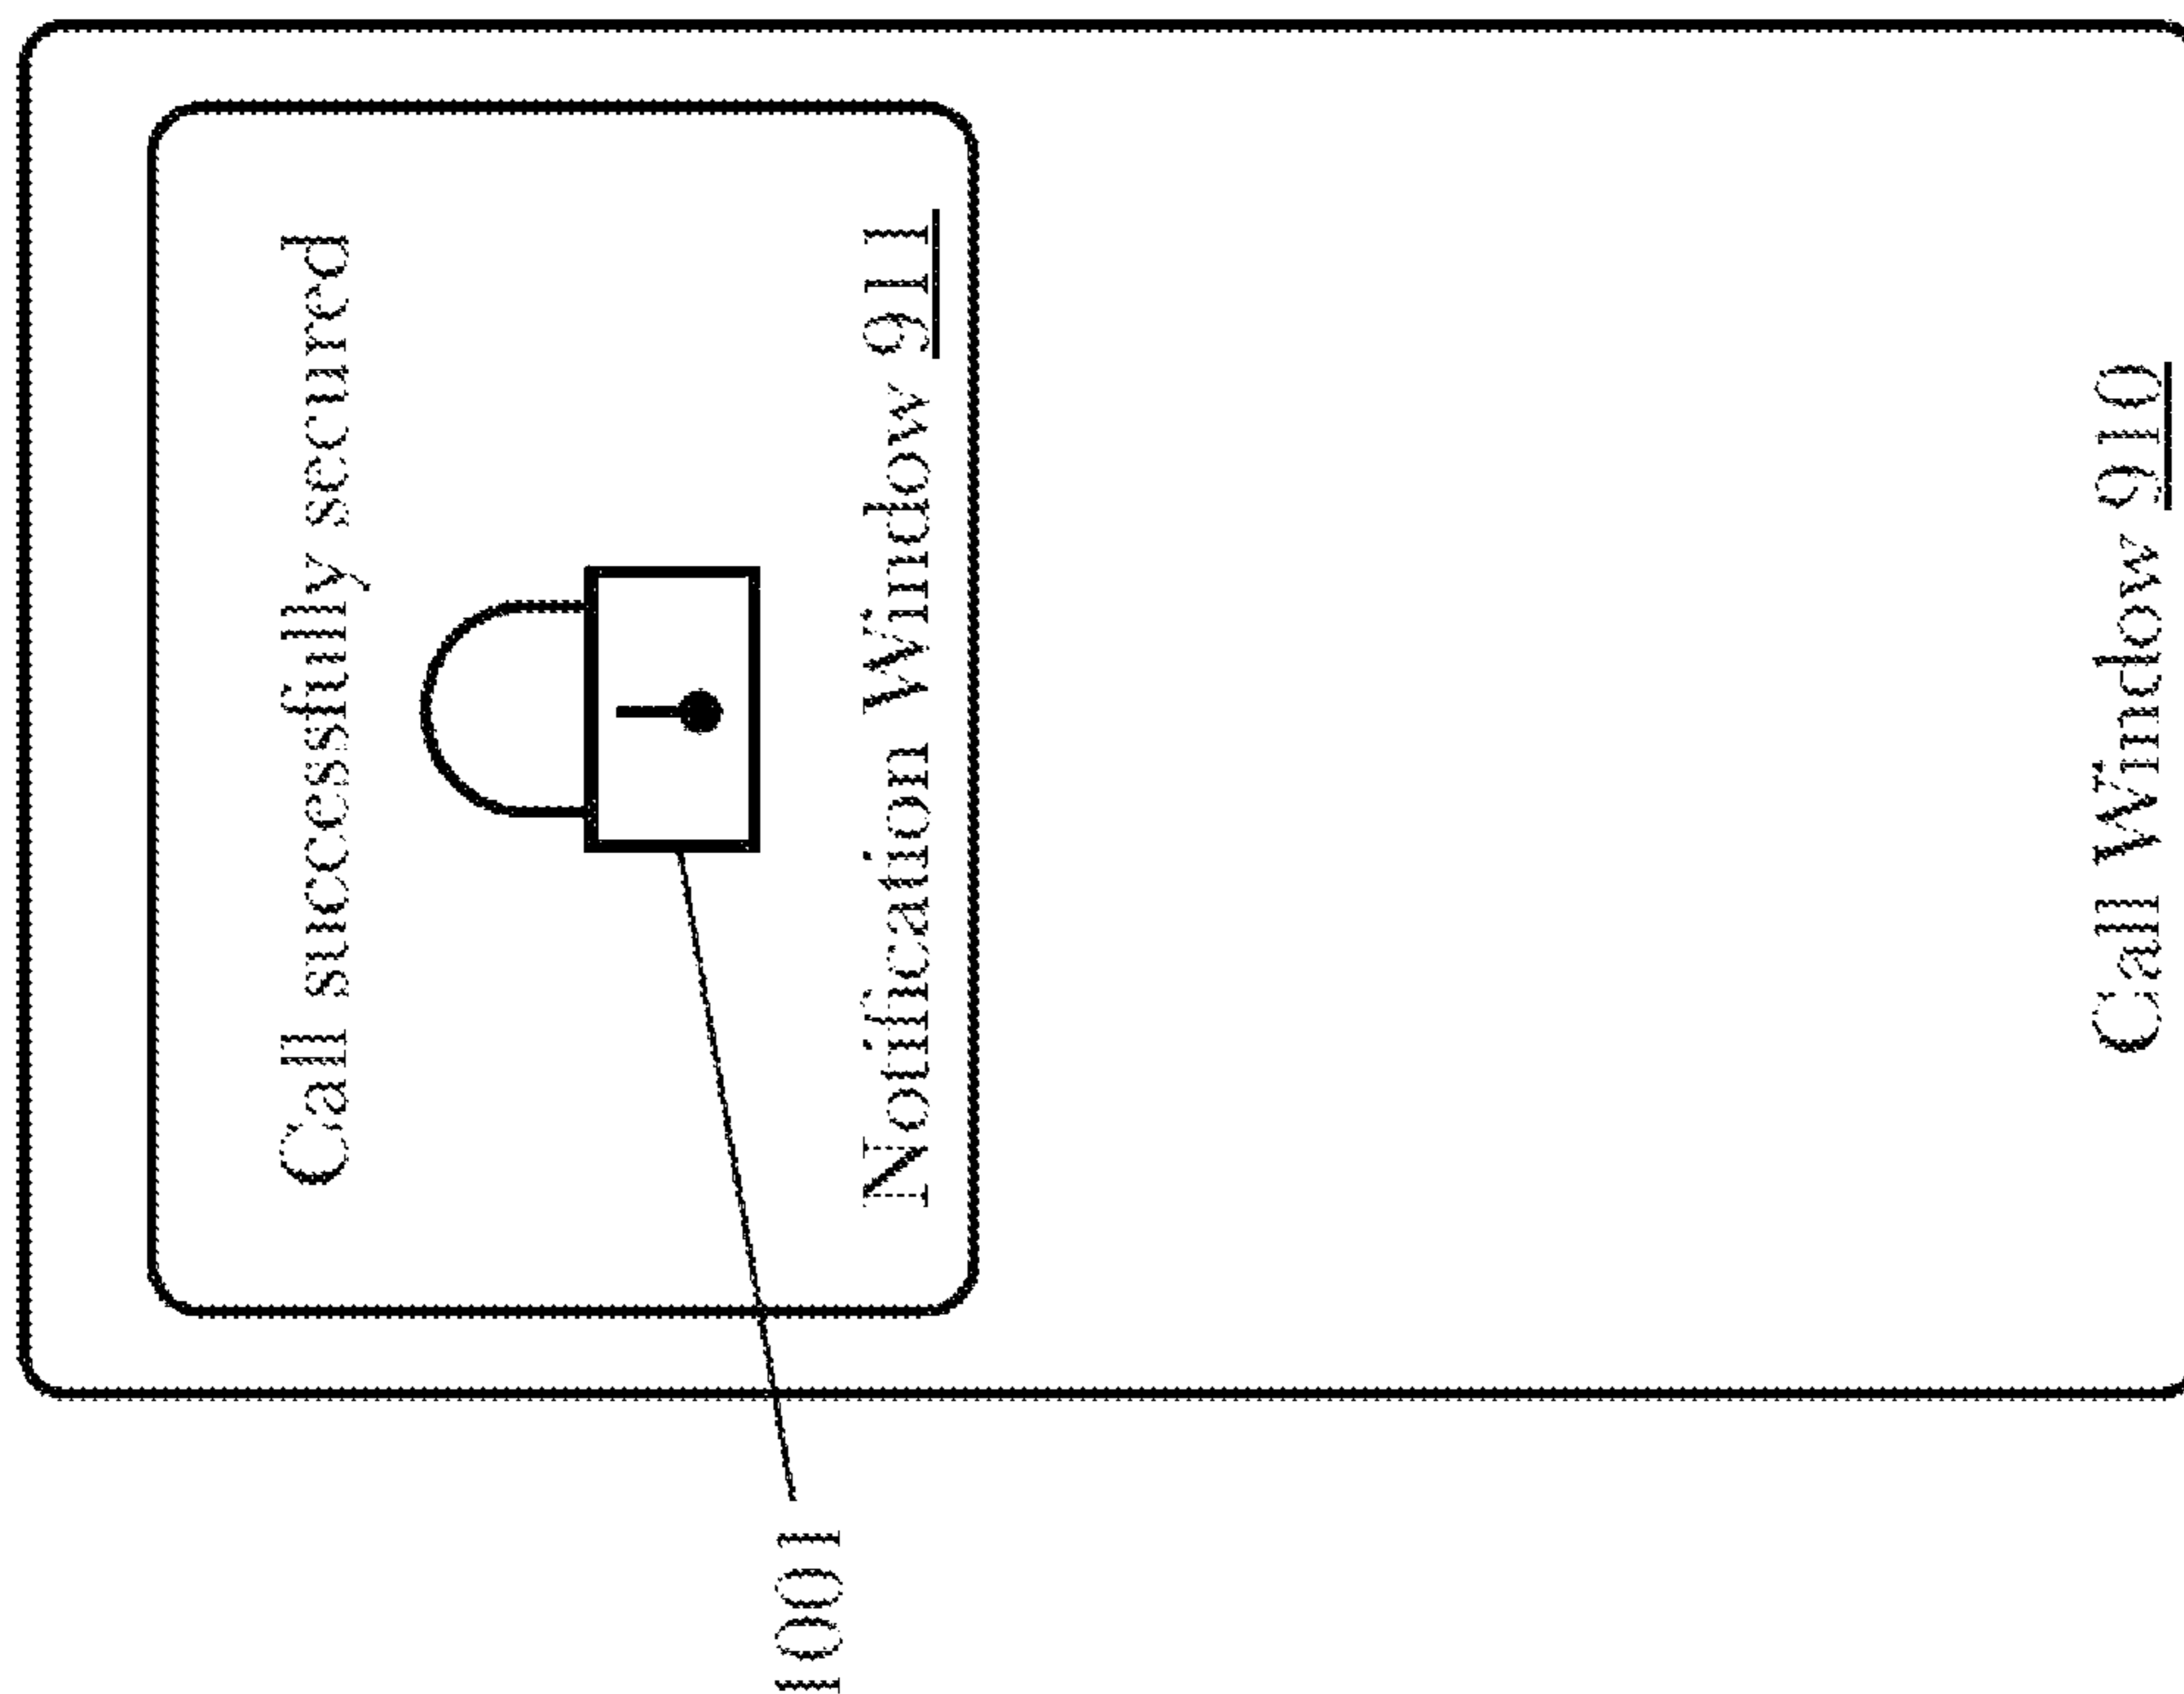 Call successfully secured
Notification Window 911
1001
Call Window 910